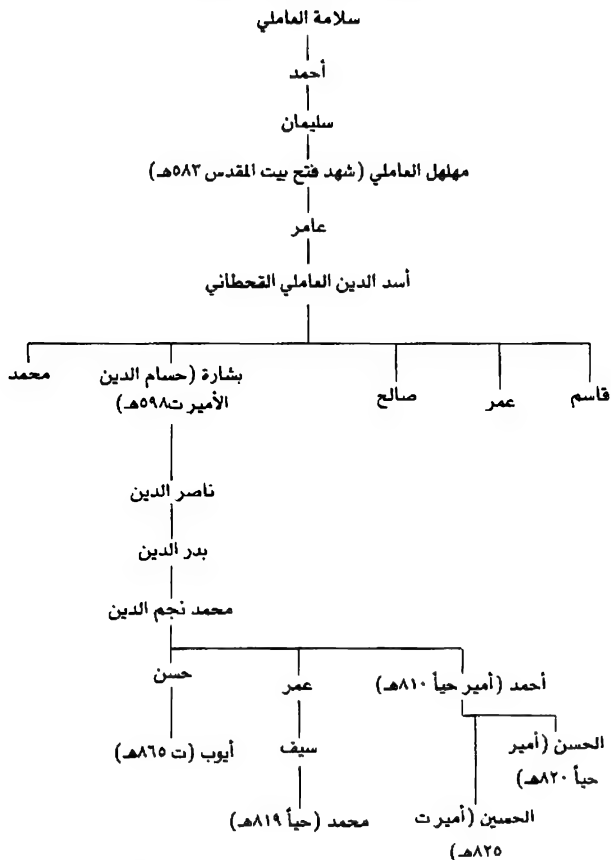 سلامة العاملي
أحمد
سليمان
مهلهل العاملي (شهد فتح بيت المقدس ٥٨٣هـ)
عامر
أسد الدين العاملي القحطاني
قاسم
عمر
صالح
بشارة (حسام الدين
الأمير ت٥٩٨هـ)
محمد
ناصر الدين
بدر الدين
محمد نجم الدين
أحمد (أمير حياً ٨١٠هـ)
عمر
حسن
الحسن (أمير
حياً ٨٢٠هـ)
سيف
أيوب (ت ٨٦٥هـ)
الحسين (أمير ت
٨٢٥هـ)
محمد (حياً ٨١٩هـ)